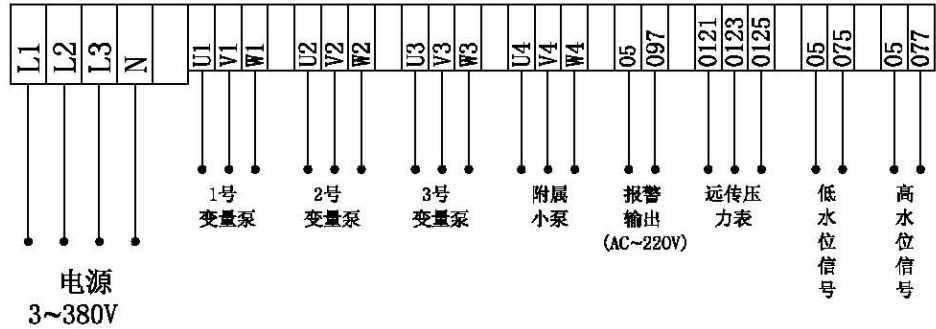 L1 L2 L3 N U1 V1 W1 U2 V2 W2 U3 V3 W3 U4 V4 W4 05 097 0121 0123 0125 05 075 05 077
1号
变量泵
2号
变量泵
3号
变量泵
附属
小泵
报警
输出
(AC~220V)
远传压
力表
低水位信号
高水位信号
电源
3~380V